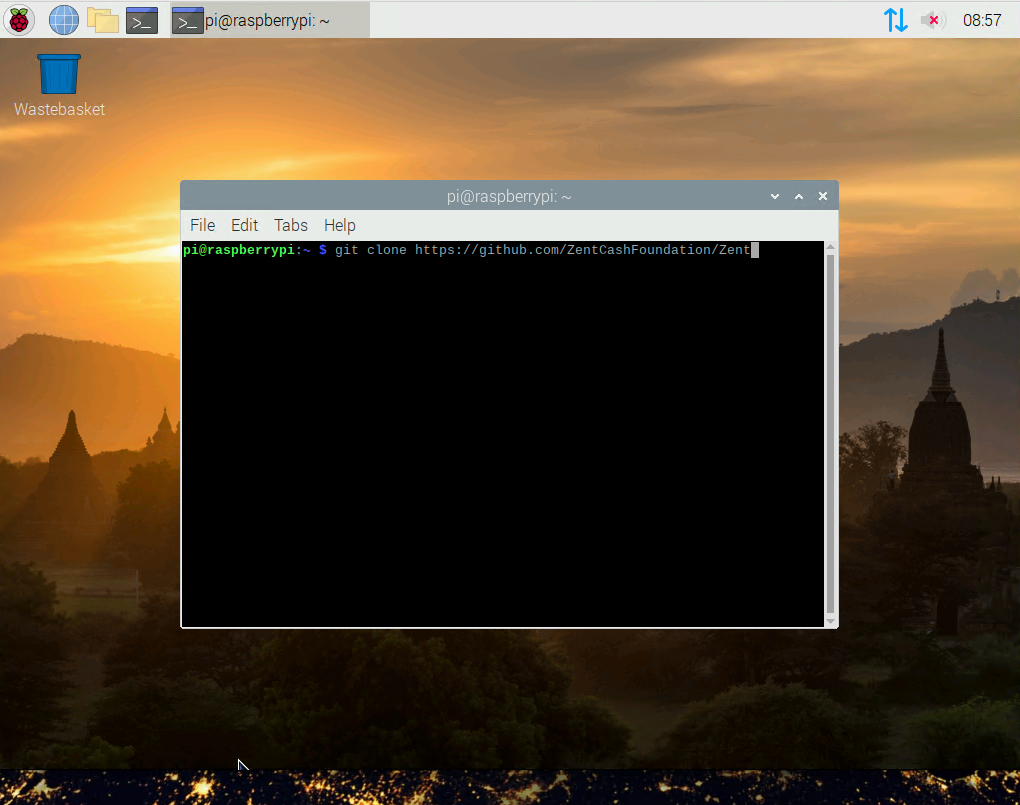 pi@raspberrypi: ~
08:57
Wastebasket
pi@raspberrypi: ~
File Edit Tabs Help
pi@raspberrypi:~ $ git clone https://github.com/ZentCashFoundation/Zent